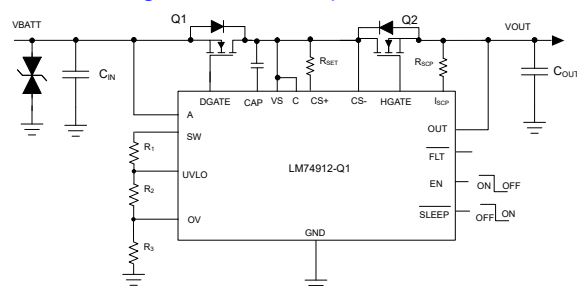 Q1
Q2
VBATT
VOUT
CIN
RSET
RSCP
COUT
DGATE
CAP
VS
C
CS+
CS-
HGATE
ISCP
A
SW
OUT
R1
FLT
UVLO
LM74912-Q1
R2
EN
ON
OFF
OV
SLEEP
OFF
ON
GND
R3